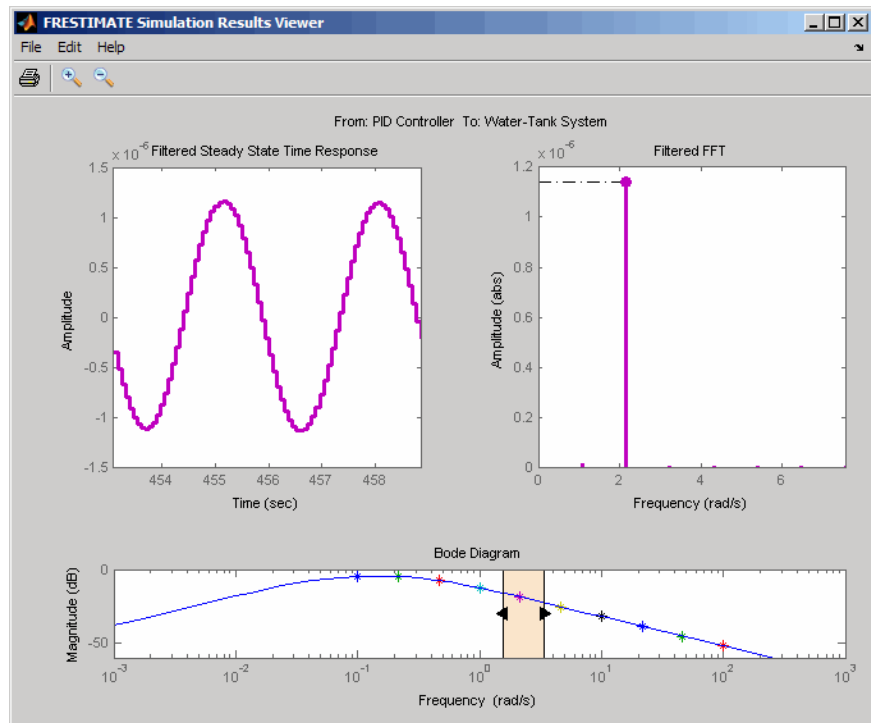 FRESTIMATE Simulation Results Viewer
File Edit Help
From: PID Controller To: Water-Tank System
x 10^-6 Filtered Steady State Time Response
1.5
1
0.5
0
-0.5
-1
-1.5
Amplitude
454 455 456 457 458
Time (sec)
x 10^-6 Filtered FFT
1.2
1
0.8
0.6
0.4
0.2
0
Amplitude (abs)
0 2 4 6
Frequency (rad/s)
Bode Diagram
0
-50
Magnitude (dB)
10^-3 10^-2 10^-1 10^0 10^1 10^2 10^3
Frequency (rad/s)